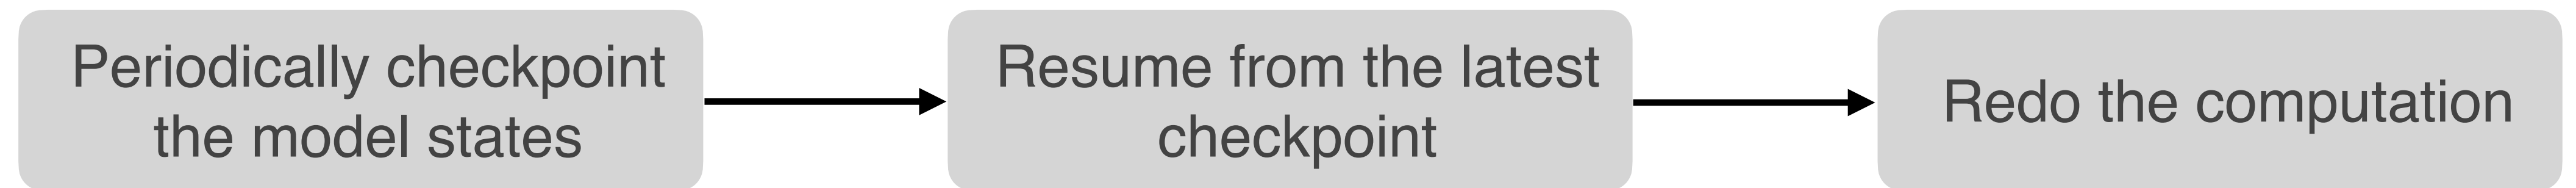 Periodically checkpoint
the model states
Resume from the latest
checkpoint
Redo the computation